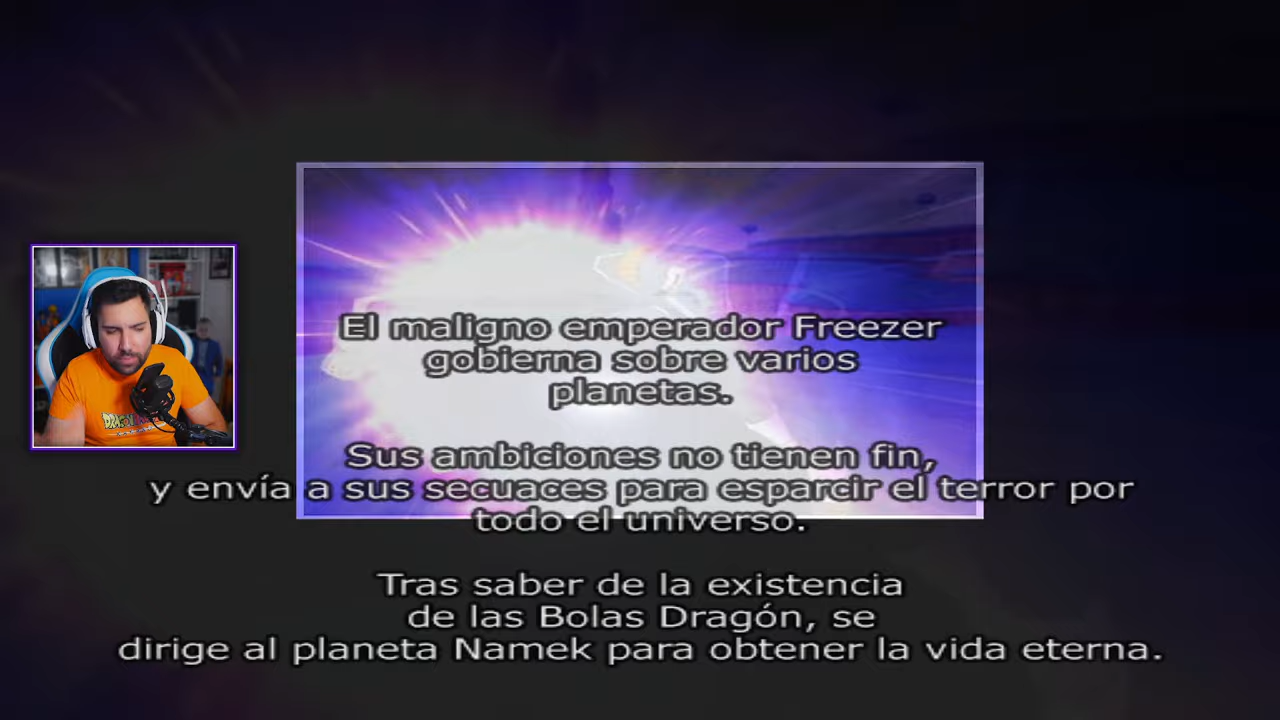 El maligno emperador Freezer
gobierna sobre varios
planetas.
Sus ambiciones no tienen fin,
y envía a sus secuaces para esparcir el terror por
todo el universo.
Tras saber de la existencia
de las Bolas Dragón, se
dirige al planeta Namek para obtener la vida eterna.